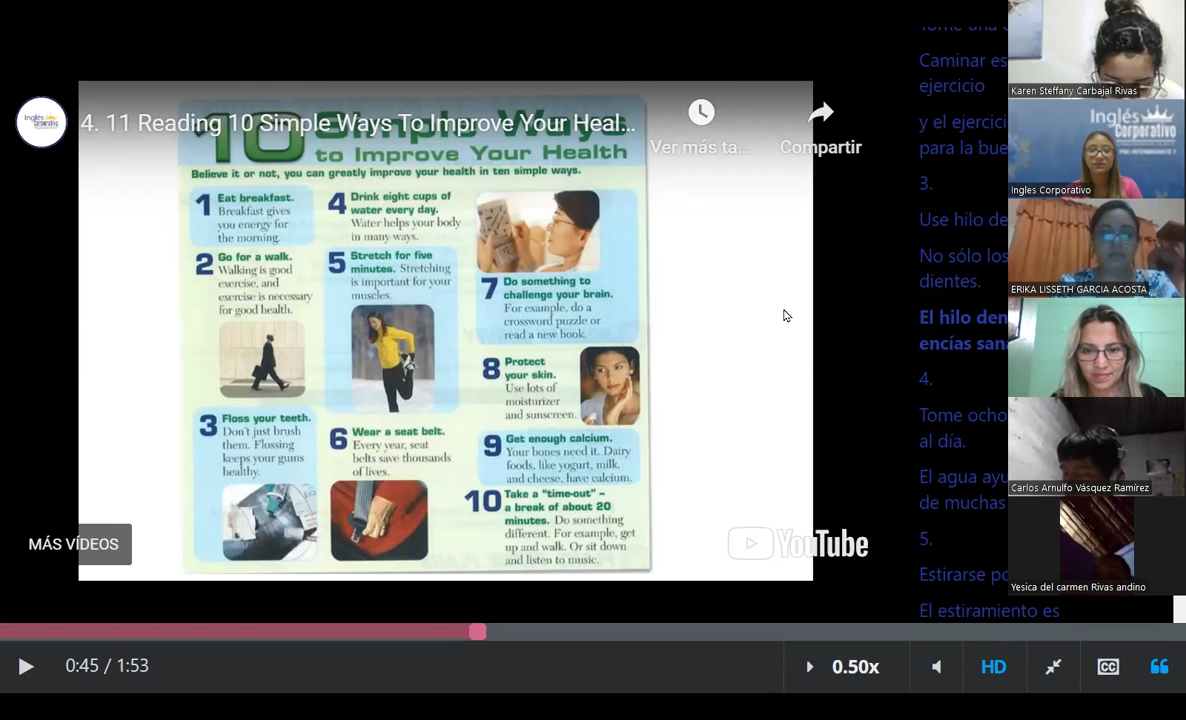 4. 11 Reading 10 Simple Ways To Improve Your Heal...
Ver más ta...
Compartir
10 Simple Ways
to Improve Your Health
Believe it or not, you can greatly improve your health in ten simple ways.
1 Eat breakfast.
Breakfast gives
you energy for
the morning.
2 Go for a walk.
Walking is good
exercise, and
exercise is necessary
for good health.
3 Floss your teeth.
Don't just brush
them. Flossing
keeps your gums
healthy.
4 Drink eight cups of
water every day.
Water helps your body
in many ways.
5 Stretch for five
minutes. Stretching
is important for your
muscles.
6 Wear a seat belt.
Every year, seat
belts save thousands
of lives.
7 Do something to
challenge your brain.
For example, do a
crossword puzzle or
read a new book.
8 Protect
your skin.
Use lots of
moisturizer
and sunscreen.
9 Get enough calcium.
Your bones need it. Dairy
foods, like yogurt, milk,
and cheese, have calcium.
10 Take a "time-out" –
a break of about 20
minutes. Do something
different. For example, get
up and walk. Or sit down
and listen to music.
MÁS VÍDEOS
YouTube
Caminar es
ejercicio
y el ejercici
para la bue
3.
Use hilo de
No sólo los
dientes.
El hilo den
encías san
4.
Tome ocho
al día.
El agua ayu
de muchas
5.
Estirarse po
El estiramiento es
Karen Steffany Carbajal Rivas
Inglés
Corporativo
Ingles Corporativo
ERIKA LISSETH GARCIA ACOSTA
Carlos Arnulfo Vásquez Ramírez
Yesica del carmen Rivas andino
0:45 / 1:53
0.50x
HD
CC